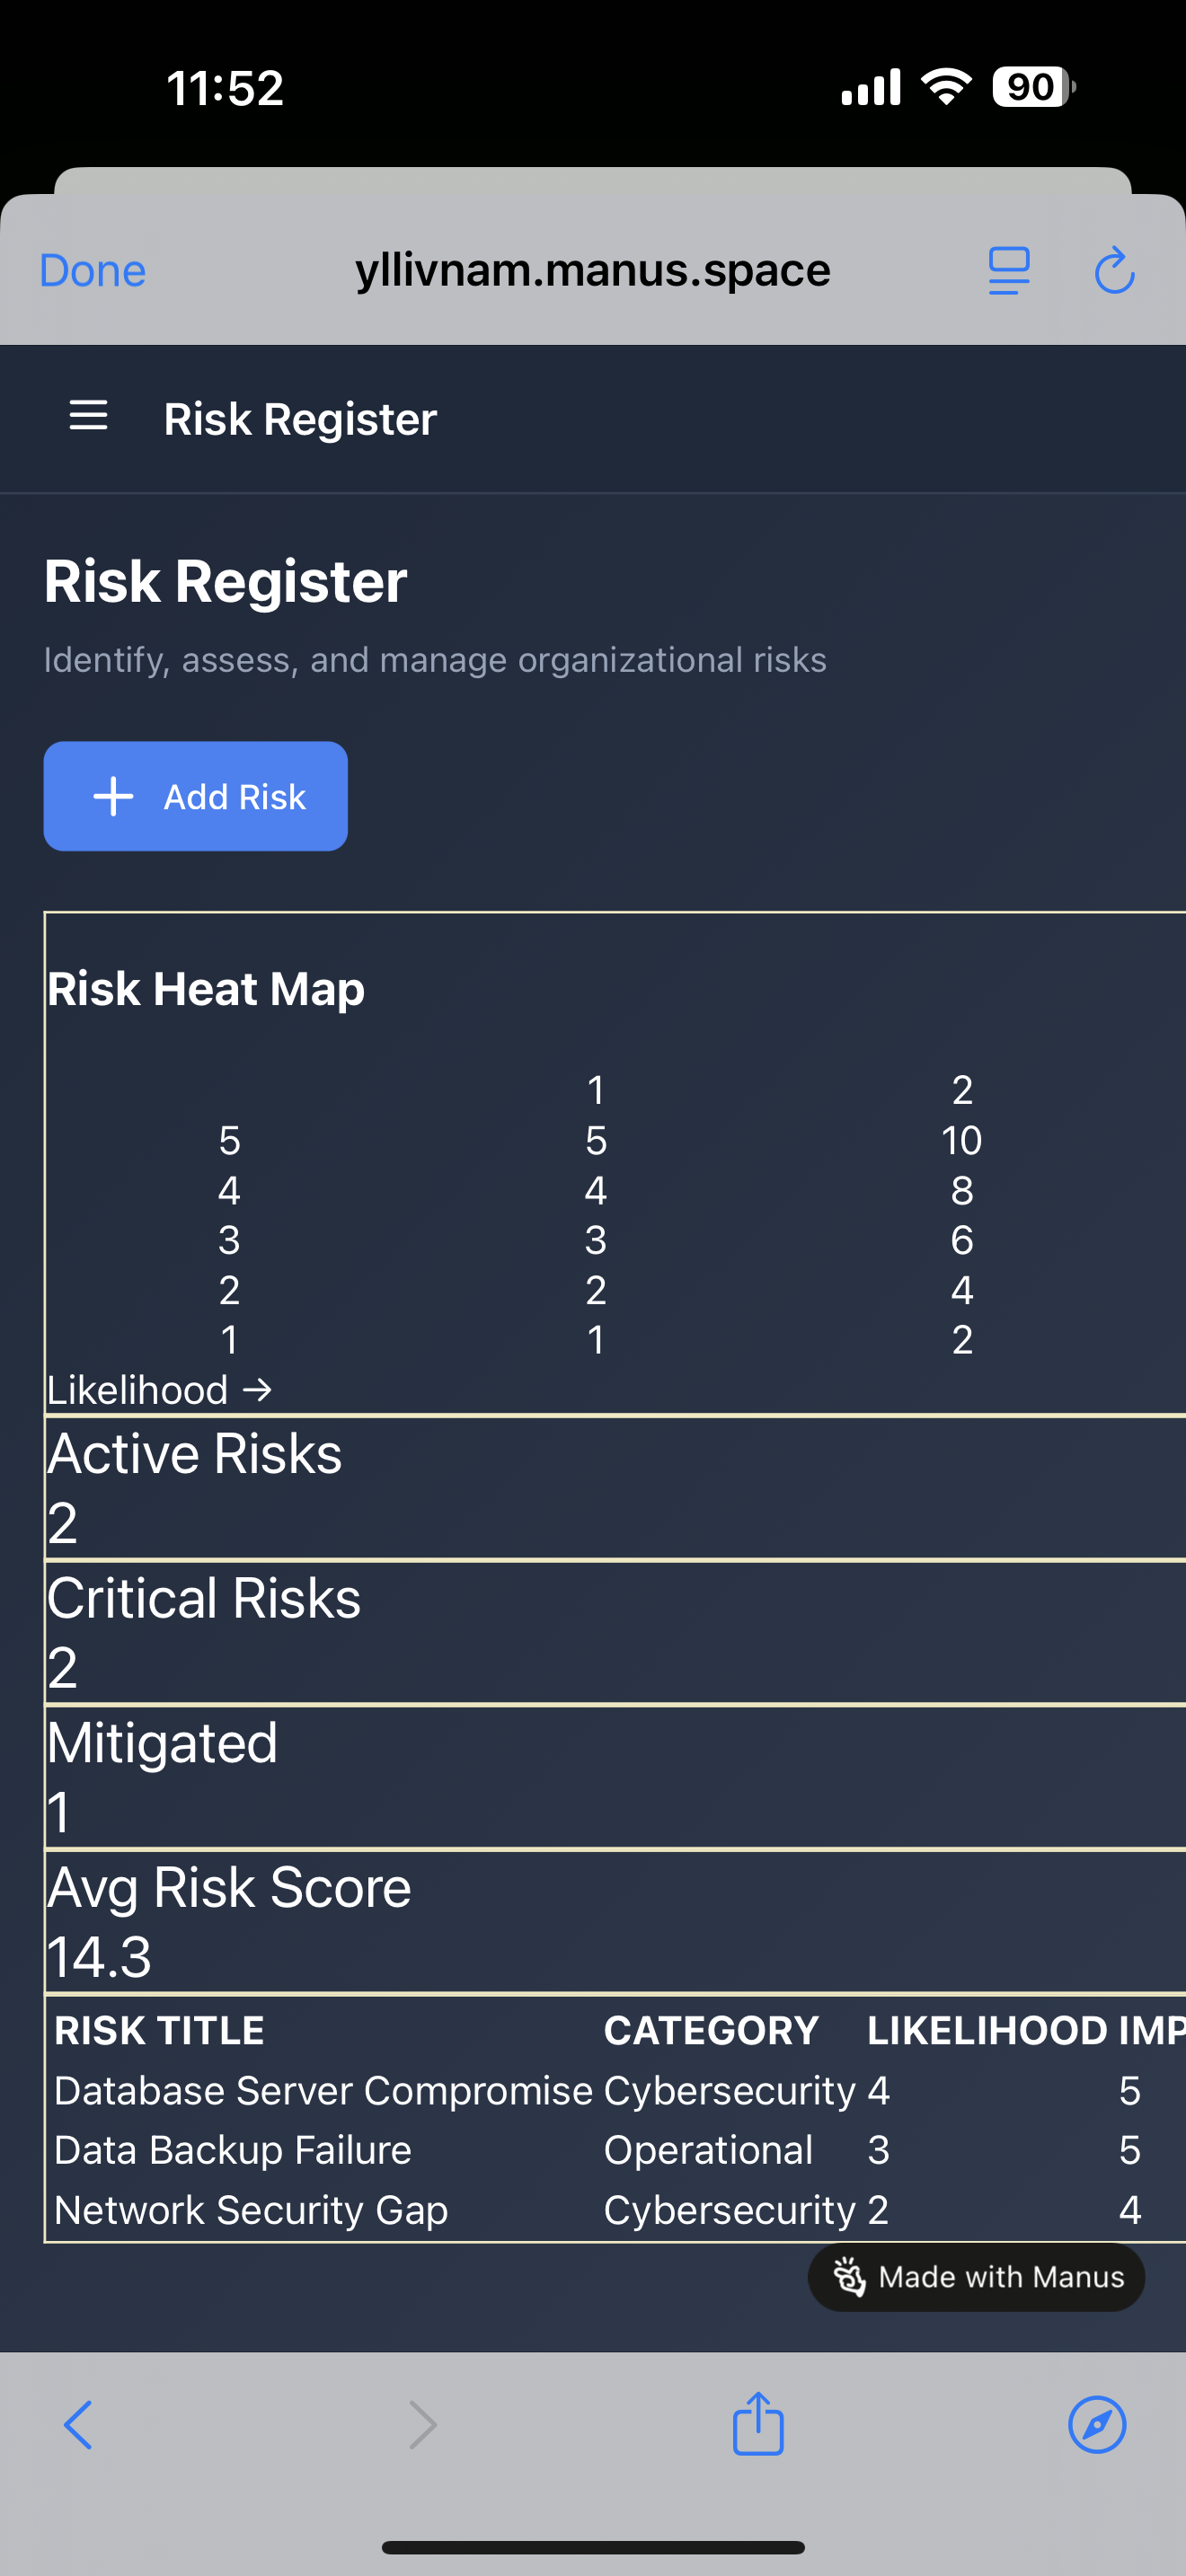 11:52
90
Done
yllivnam.manus.space
Risk Register
Risk Register
Identify, assess, and manage organizational risks
+ Add Risk
Risk Heat Map
1 2
5 5 10
4 4 8
3 3 6
2 2 4
1 1 2
Likelihood →
Active Risks
2
Critical Risks
2
Mitigated
1
Avg Risk Score
14.3
RISK TITLE CATEGORY LIKELIHOOD IMP
Database Server Compromise Cybersecurity 4 5
Data Backup Failure Operational 3 5
Network Security Gap Cybersecurity 2 4
Made with Manus